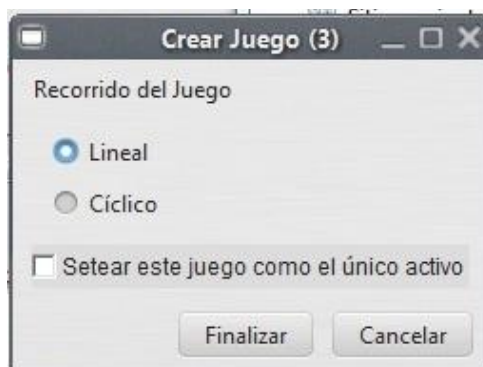 Crear Juego (3)
Recorrido del Juego
Lineal
Cíclico
Setear este juego como el único activo
Finalizar Cancelar